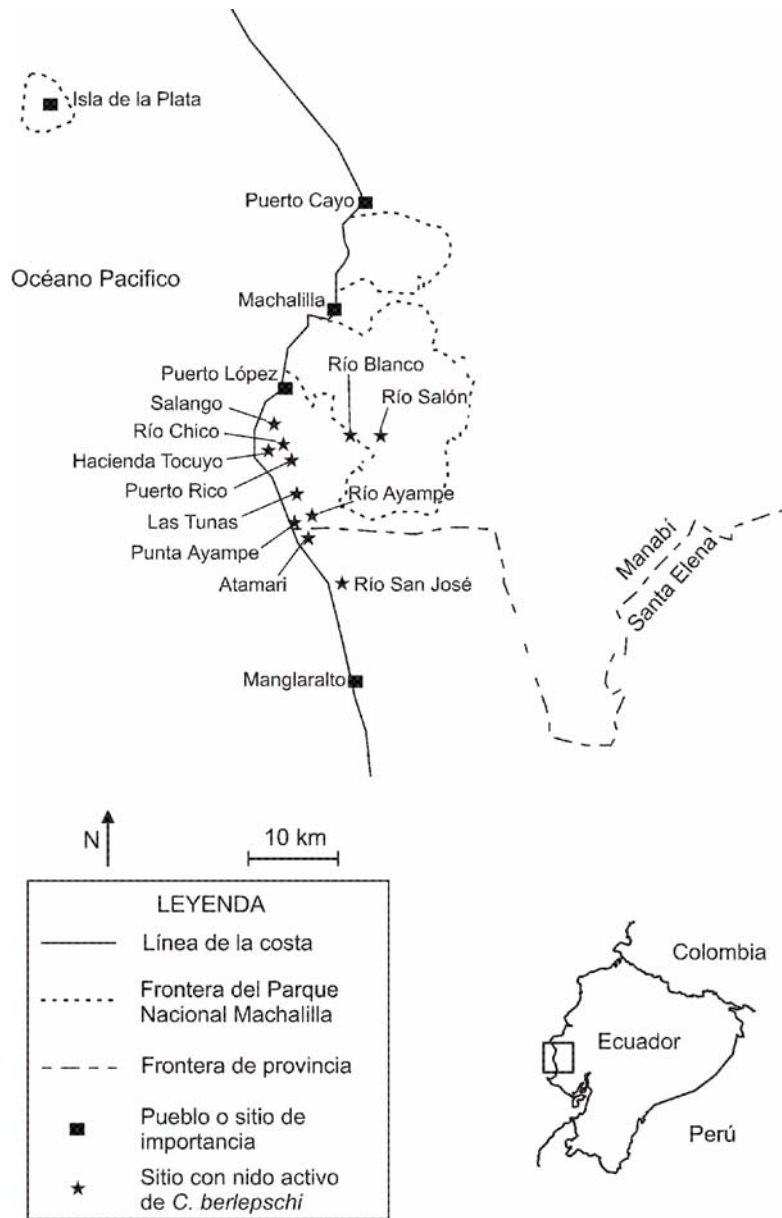 Isla de la Plata
Puerto Cayo
Océano Pacifico
Machalilla
Puerto López
Río Blanco
Salango
Río Salón
Río Chico
Hacienda Tocuyo
Puerto Rico
Río Ayampe
Las Tunas
Punta Ayampe
Manabí
Santa Elena
Atamari
Río San José
Manglaralto
N
10 km
LEYENDA
Línea de la costa
Frontera del Parque
Nacional Machalilla
Frontera de provincia
Pueblo o sitio de
importancia
Sitio con nido activo
de C. berlepschi
Colombia
Ecuador
Perú